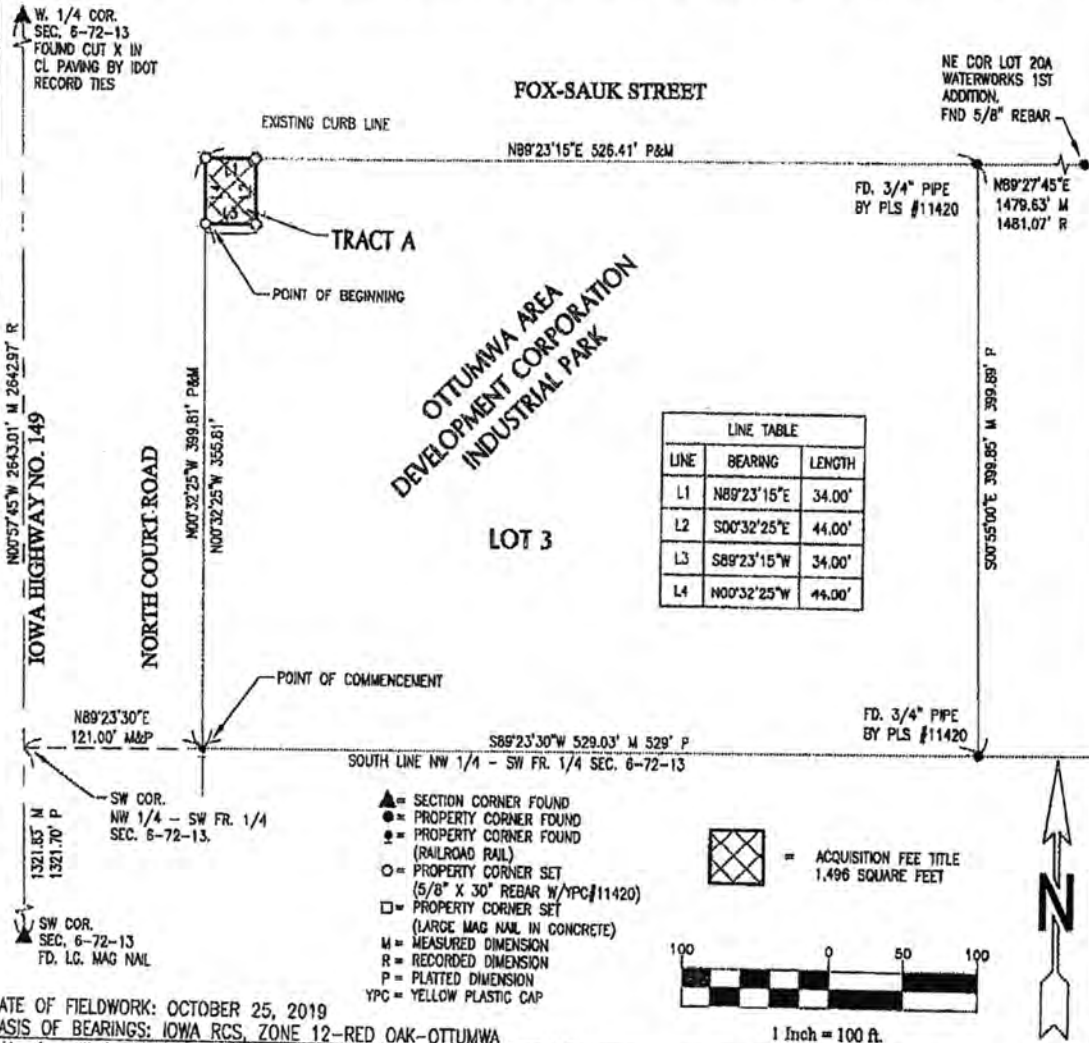 W. 1/4 COR.
SEC. 6-72-13
FOUND CUT X IN
CL PAVING BY IDOT
RECORD TIES
FOX-SAUK STREET
NE COR LOT 20A
WATERWORKS 1ST
ADDITION.
FND 5/8" REBAR
EXISTING CURB LINE
N89°23'15"E 526.41' P&M
FD. 3/4" PIPE
BY PLS #11420
N89°27'45"E
1479.63' M
1481.07' R
L1
L3
TRACT A
POINT OF BEGINNING
OTTUMWA AREA
DEVELOPMENT CORPORATION
INDUSTRIAL PARK
N00°57'45"W 2643.01' M 2642.97' R
IOWA HIGHWAY NO. 149
NORTH COURT ROAD
N00°32'25"W 399.81' P&M
N00°32'25"W 355.81'
LOT 3
LINE TABLE
LINE BEARING LENGTH
L1 N89°23'15"E 34.00'
L2 S00°32'25"E 44.00'
L3 S89°23'15"W 34.00'
L4 N00°32'25"W 44.00'
S00°55'00"E 399.85' M 399.89' P
POINT OF COMMENCEMENT
N89°23'30"E
121.00' M&P
FD. 3/4" PIPE
BY PLS #11420
S89°23'30"W 529.03' M 529' P
SOUTH LINE NW 1/4 - SW FR. 1/4 SEC. 6-72-13
SW COR.
NW 1/4 - SW FR. 1/4
SEC. 6-72-13.
1321.83' M
1321.70' P
SW COR.
SEC. 6-72-13
FD. LG. MAG NAIL
= SECTION CORNER FOUND
= PROPERTY CORNER FOUND
= PROPERTY CORNER FOUND
(RAILROAD RAIL)
= PROPERTY CORNER SET
(5/8" X 30" REBAR W/YPC#11420)
= PROPERTY CORNER SET
(LARGE MAG NAIL IN CONCRETE)
M = MEASURED DIMENSION
R = RECORDED DIMENSION
P = PLATTED DIMENSION
YPC = YELLOW PLASTIC CAP
= ACQUISITION FEE TITLE
1,496 SQUARE FEET
N
100 0 50 100
1 Inch = 100 ft.
ATE OF FIELDWORK: OCTOBER 25, 2019
ASIS OF BEARINGS: IOWA RCS, ZONE 12-RED OAK-OTTUMWA